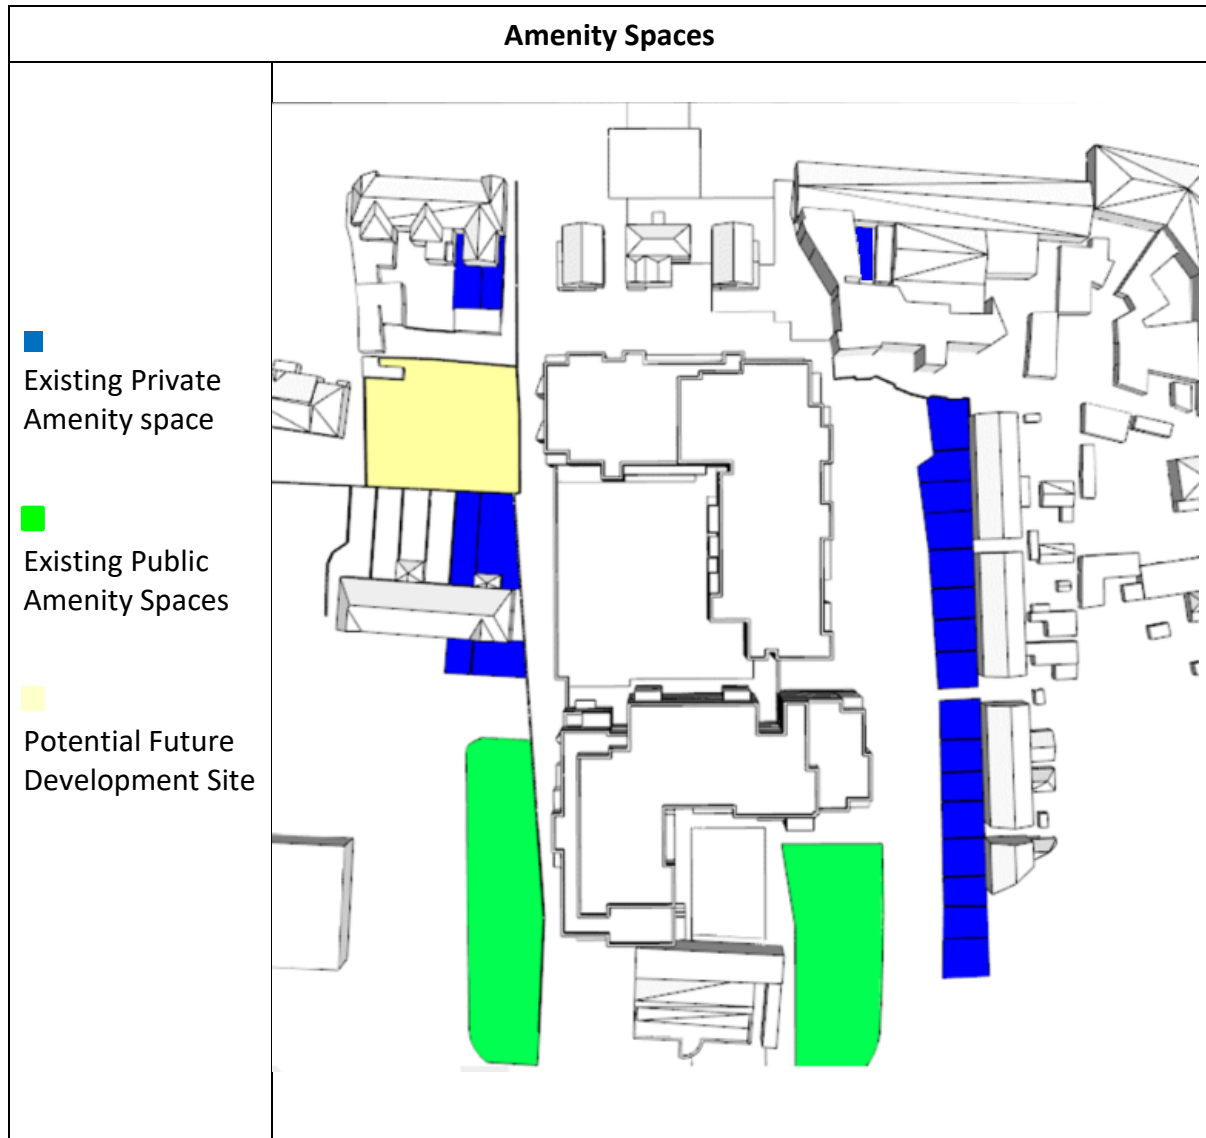 Amenity Spaces
Existing Private
Amenity space
Existing Public
Amenity Spaces
Potential Future
Development Site